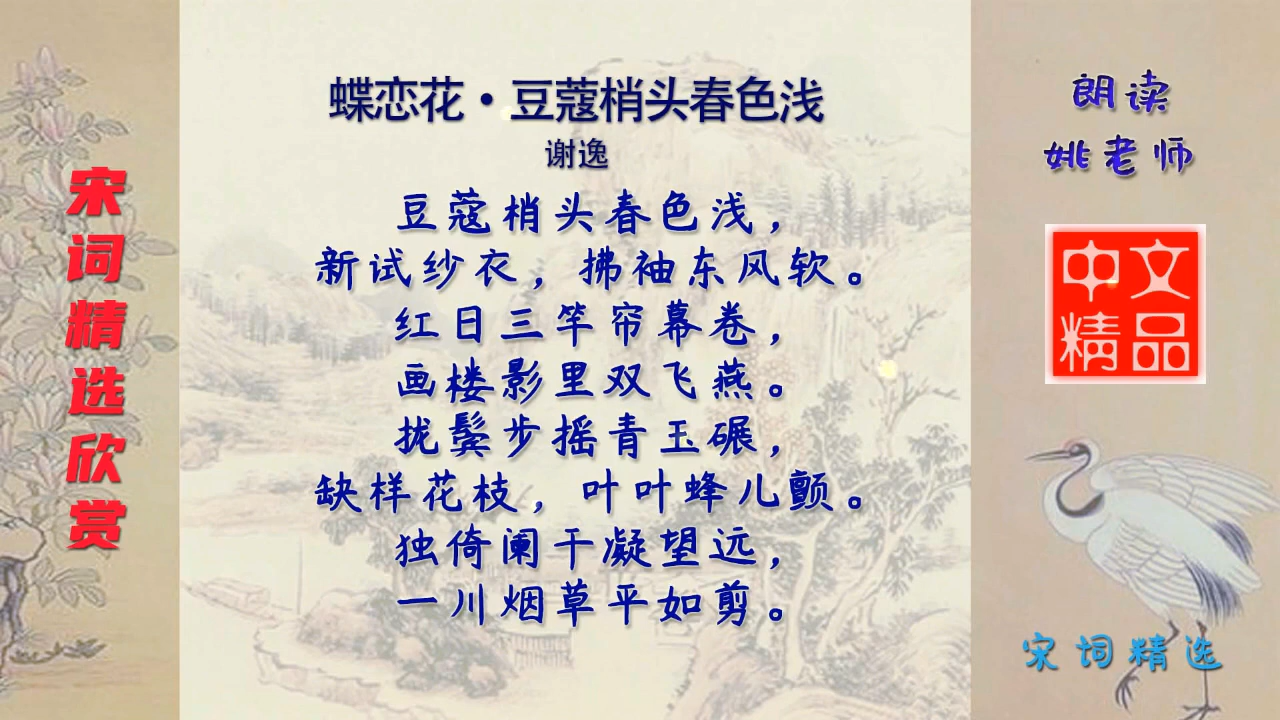 蝶恋花·豆蔻梢头春色浅
谢逸
豆蔻梢头春色浅，
新试纱衣，拂袖东风软。
红日三竿帘幕卷，
画楼影里双飞燕。
拢鬓步摇青玉碾，
缺样花枝，叶叶蜂儿颤。
独倚阑干凝望远，
一川烟草平如剪。
宋词精选欣赏
朗读
姚老师
中文
精品
宋词精选